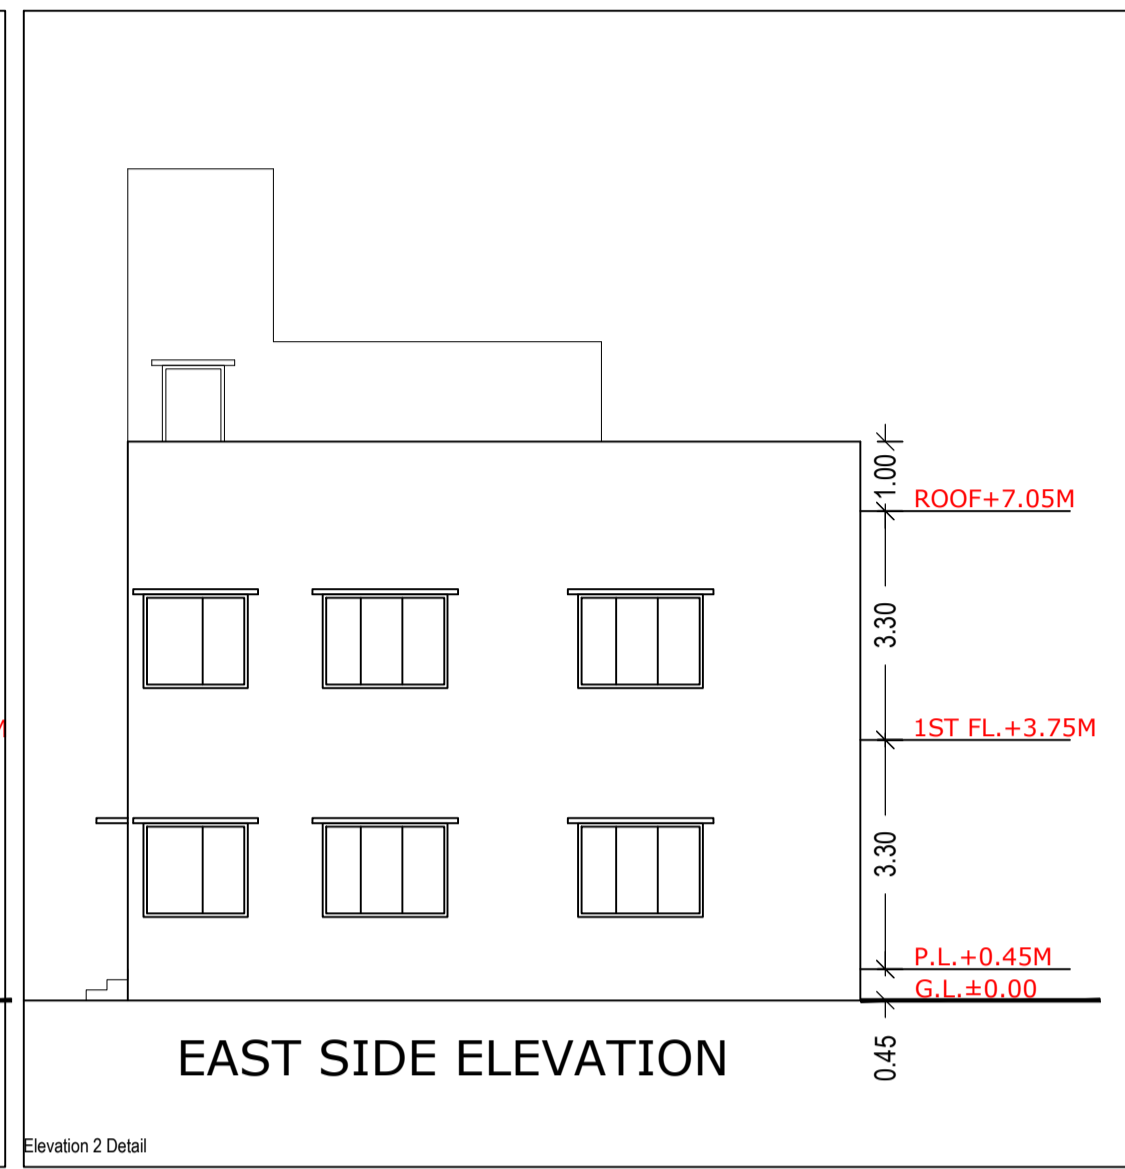 1.00
ROOF+7.05M
3.30
M
1ST FL.+3.75M
3.30
P.L.+0.45M
G.L.±0.00
0.45
EAST SIDE ELEVATION
Elevation 2 Detail